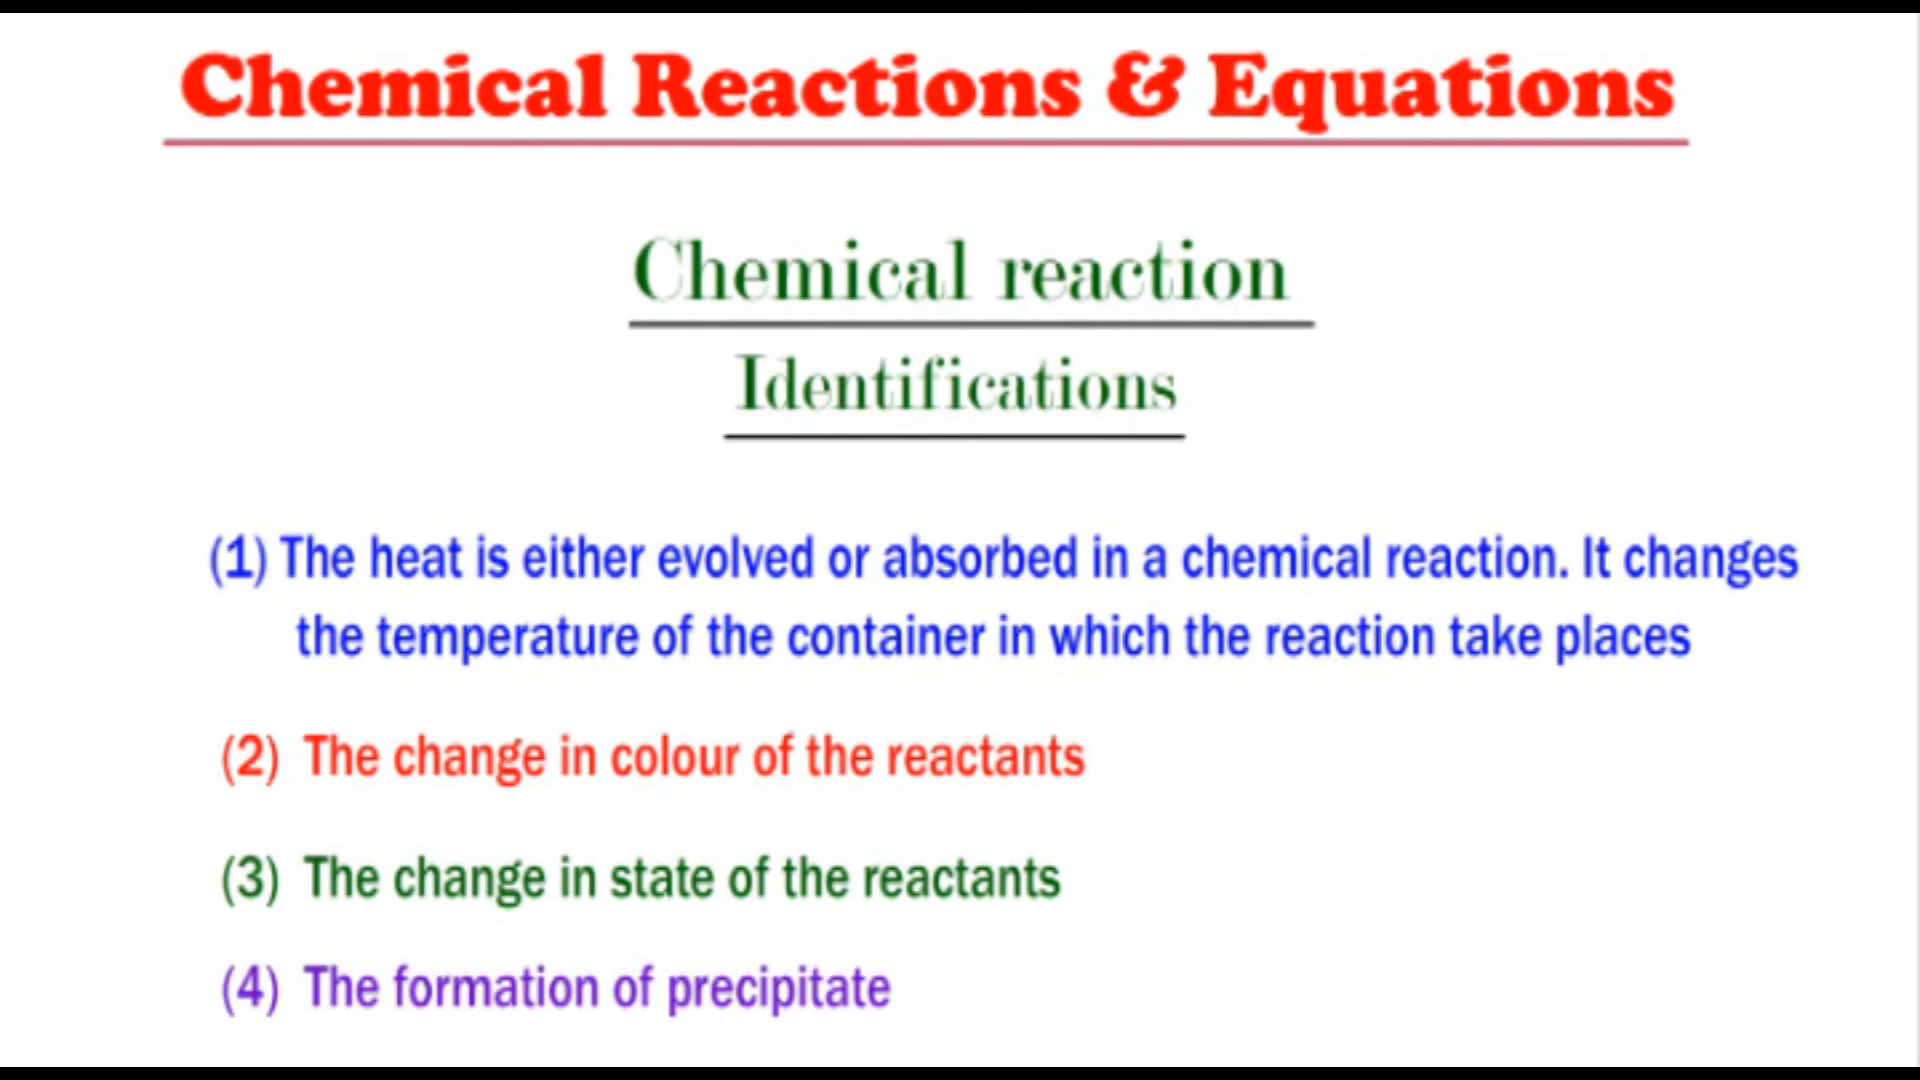 Chemical Reactions & Equations
Chemical reaction
Identifications
(1) The heat is either evolved or absorbed in a chemical reaction. It changes
the temperature of the container in which the reaction take places
(2) The change in colour of the reactants
(3) The change in state of the reactants
(4) The formation of precipitate